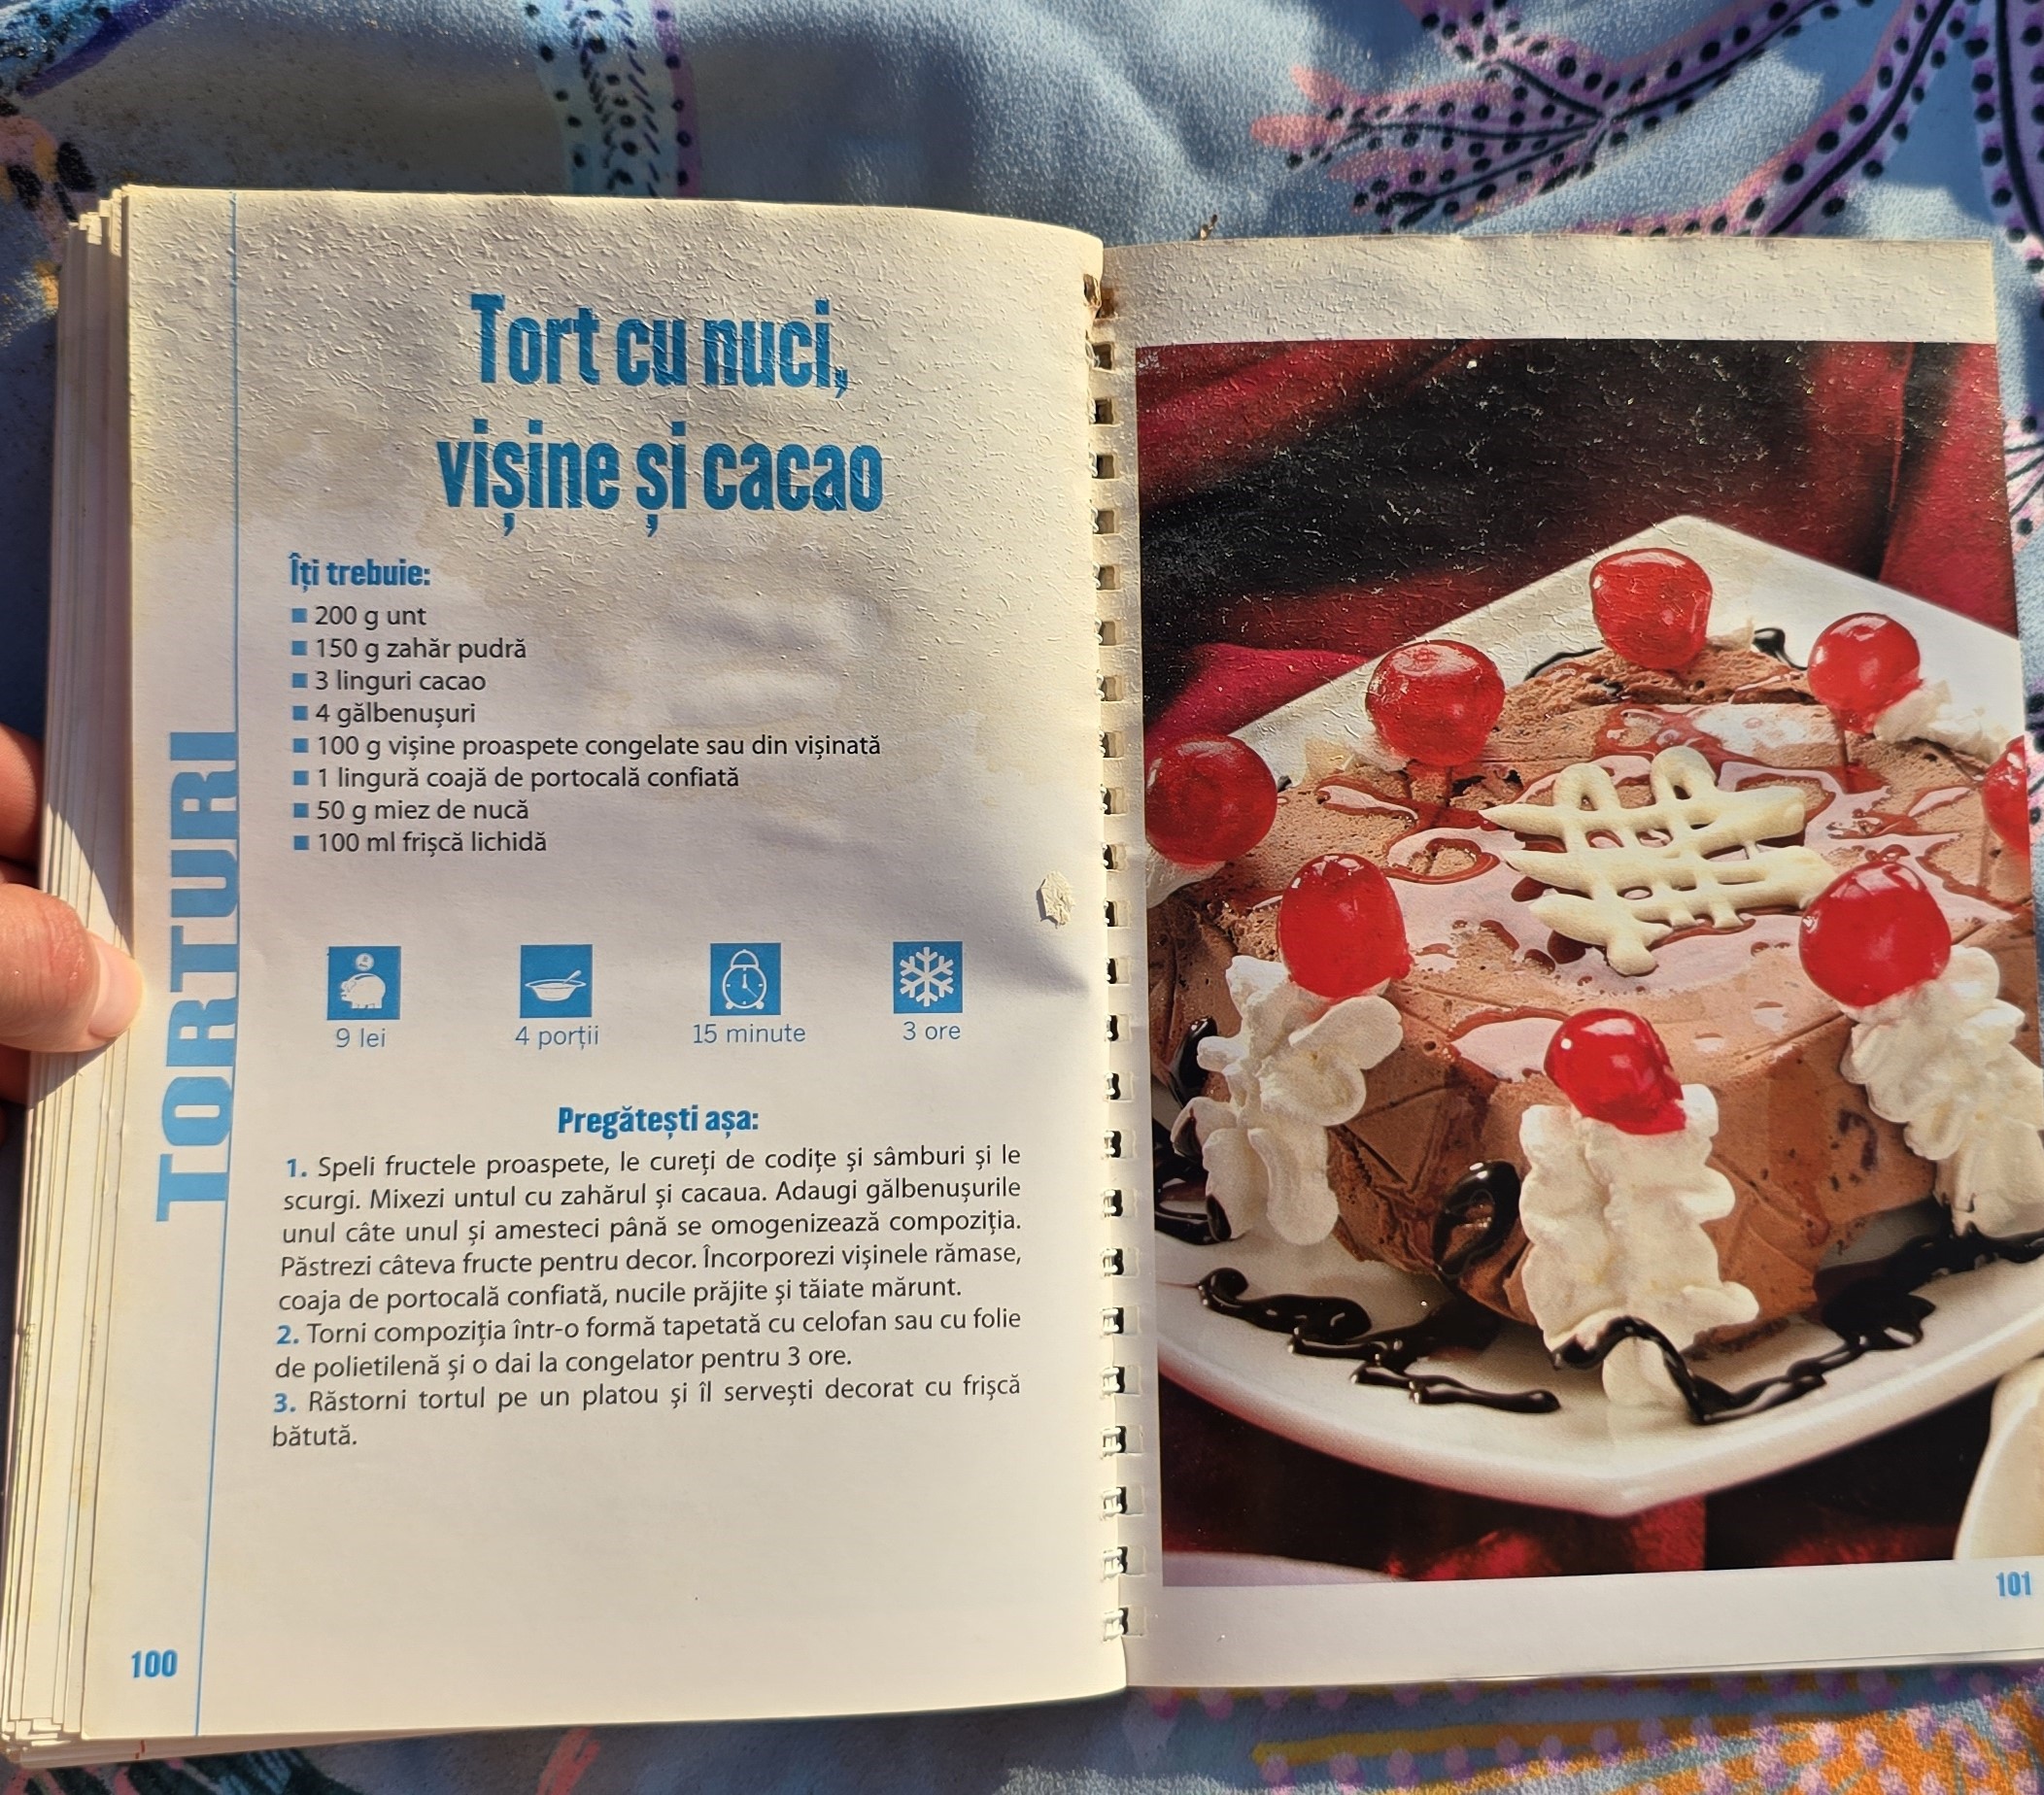 Tort cu nuci,
vișine și cacao
Îți trebuie:
■ 200 g unt
■ 150 g zahăr pudră
■ 3 linguri cacao
■ 4 gălbenușuri
■ 100 g vișine proaspete congelate sau din vișinată
■ 1 lingură coajă de portocală confiată
■ 50 g miez de nucă
■ 100 ml frișcă lichidă
TORTURI
9 lei
4 porții
15 minute
3 ore
Pregătești așa:
1. Speli fructele proaspete, le cureți de codițe și sâmburi și le
scurgi. Mixezi untul cu zahărul și cacaua. Adaugi gălbenușurile
unul câte unul și amesteci până se omogenizează compoziția.
Păstrezi câteva fructe pentru decor. Încorporezi vișinele rămase,
coaja de portocală confiată, nucile prăjite și tăiate mărunt.
2. Torni compoziția într-o formă tapetată cu celofan sau cu folie
de polietilenă și o dai la congelator pentru 3 ore.
3. Răstorni tortul pe un platou și îl servești decorat cu frișcă
bătută.
100
101